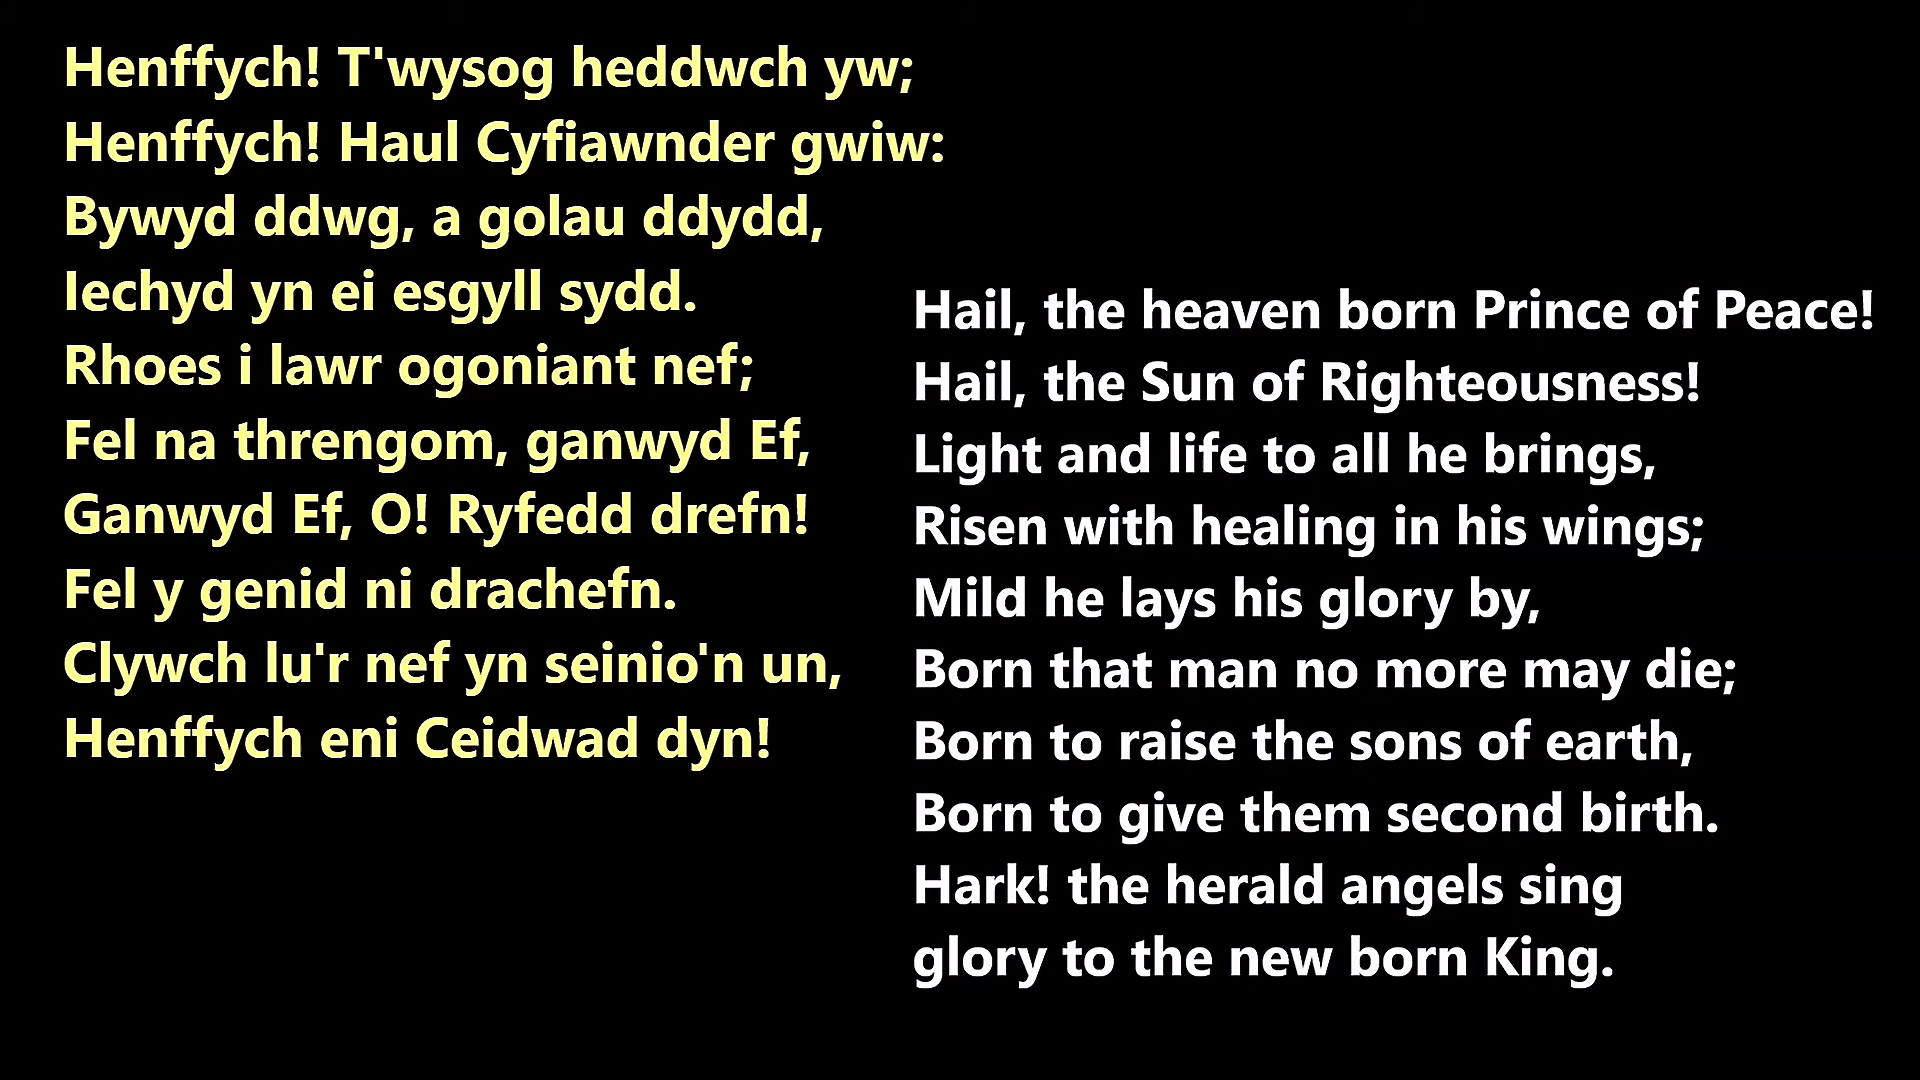 Henffych! T'wysog heddwch yw;
Henffych! Haul Cyfiawnder gwiw:
Bywyd ddwg, a golau ddydd,
Iechyd yn ei esgyll sydd.
Rhoes i lawr ogoniant nef;
Fel na threngom, ganwyd Ef,
Ganwyd Ef, O! Ryfedd drefn!
Fel y genid ni drachefn.
Clywch lu'r nef yn seinio'n un,
Henffych eni Ceidwad dyn!
Hail, the heaven born Prince of Peace!
Hail, the Sun of Righteousness!
Light and life to all he brings,
Risen with healing in his wings;
Mild he lays his glory by,
Born that man no more may die;
Born to raise the sons of earth,
Born to give them second birth.
Hark! the herald angels sing
glory to the new born King.